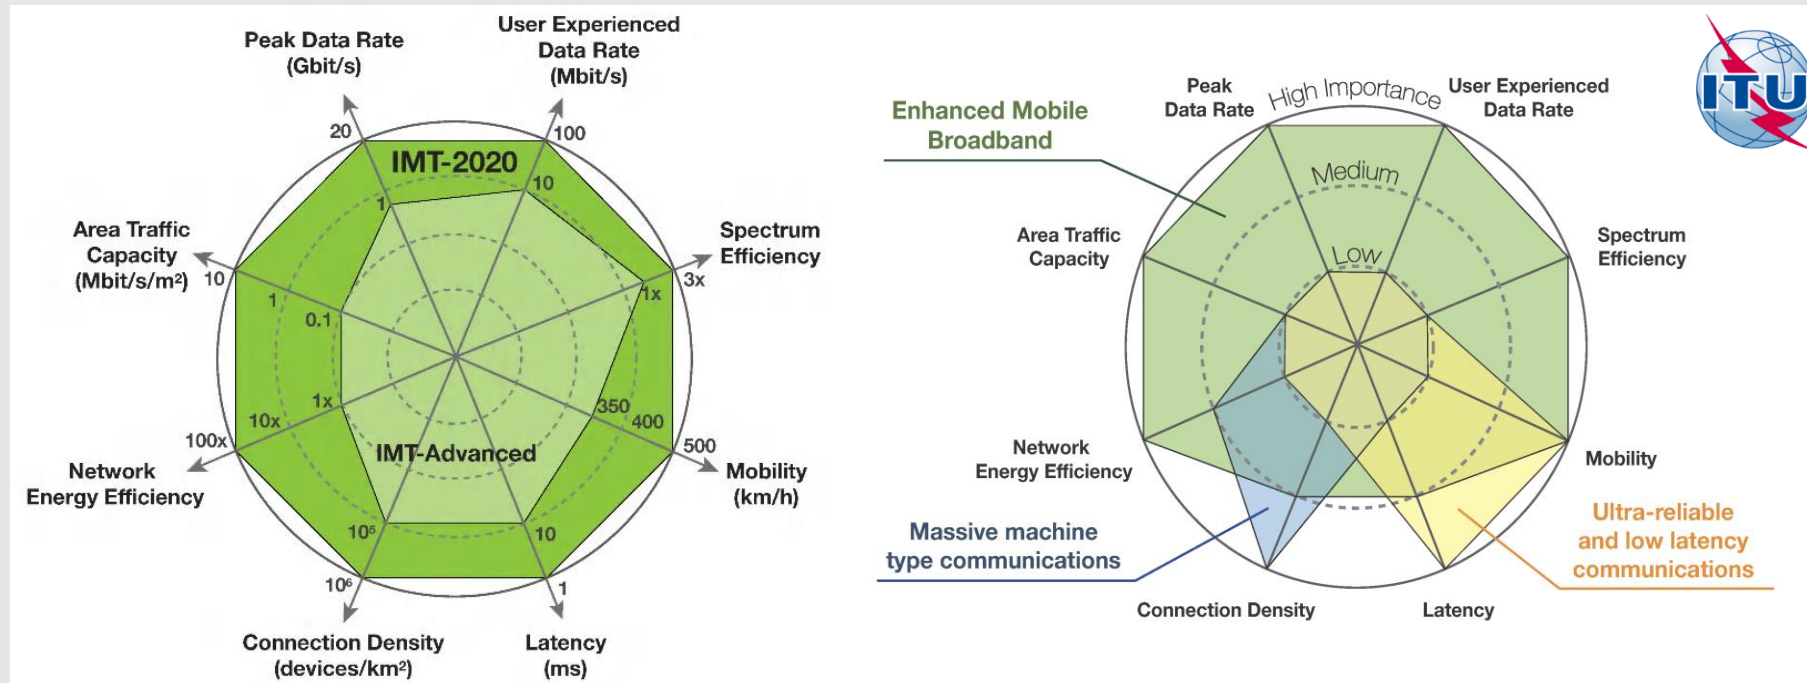 Peak Data Rate
(Gbit/s)
User Experienced
Data Rate
(Mbit/s)
20
100
IMT-2020
1
10
Area Traffic
Capacity
(Mbit/s/m²)
Spectrum
Efficiency
10
1
0.1
1x
3x
1x
10x
100x
350
400
500
Network
Energy Efficiency
IMT-Advanced
Mobility
(km/h)
10⁵
10
10⁶
1
Connection Density
(devices/km²)
Latency
(ms)
Enhanced Mobile
Broadband
Peak
Data Rate
High Importance
User Experienced
Data Rate
ITU
Medium
Area Traffic
Capacity
Low
Spectrum
Efficiency
Network
Energy Efficiency
Mobility
Massive machine
type communications
Ultra-reliable
and low latency
communications
Connection Density
Latency